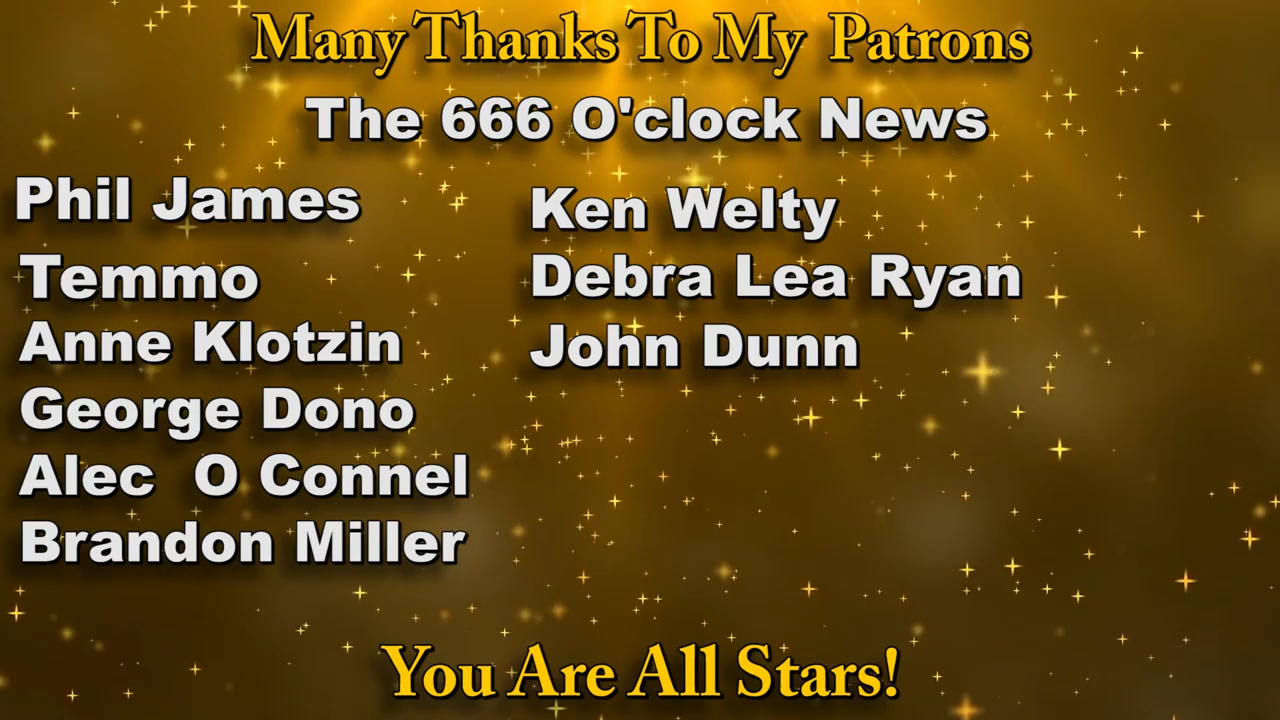 Many Thanks To My Patrons
The 666 O'clock News
Phil James
Temmo
Anne Klotzin
George Dono
Alec O Connel
Brandon Miller
Ken Welty
Debra Lea Ryan
John Dunn
You Are All Stars!